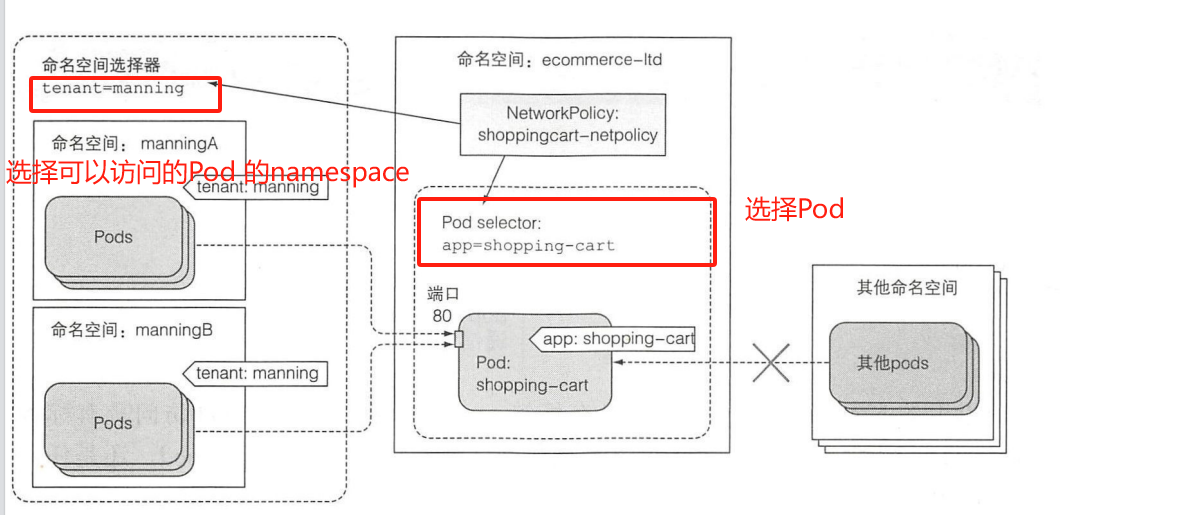 命名空间选择器
tenant=manning
命名空间：manningA
选择可以访问的Pod 的namespace
tenant: manning
Pods
命名空间：manningB
tenant: manning
Pods
命名空间：ecommerce-ltd
NetworkPolicy:
shoppingcart-netpolicy
Pod selector:
app=shopping-cart
选择Pod
端口
80
app: shopping-cart
Pod:
shopping-cart
其他命名空间
其他pods